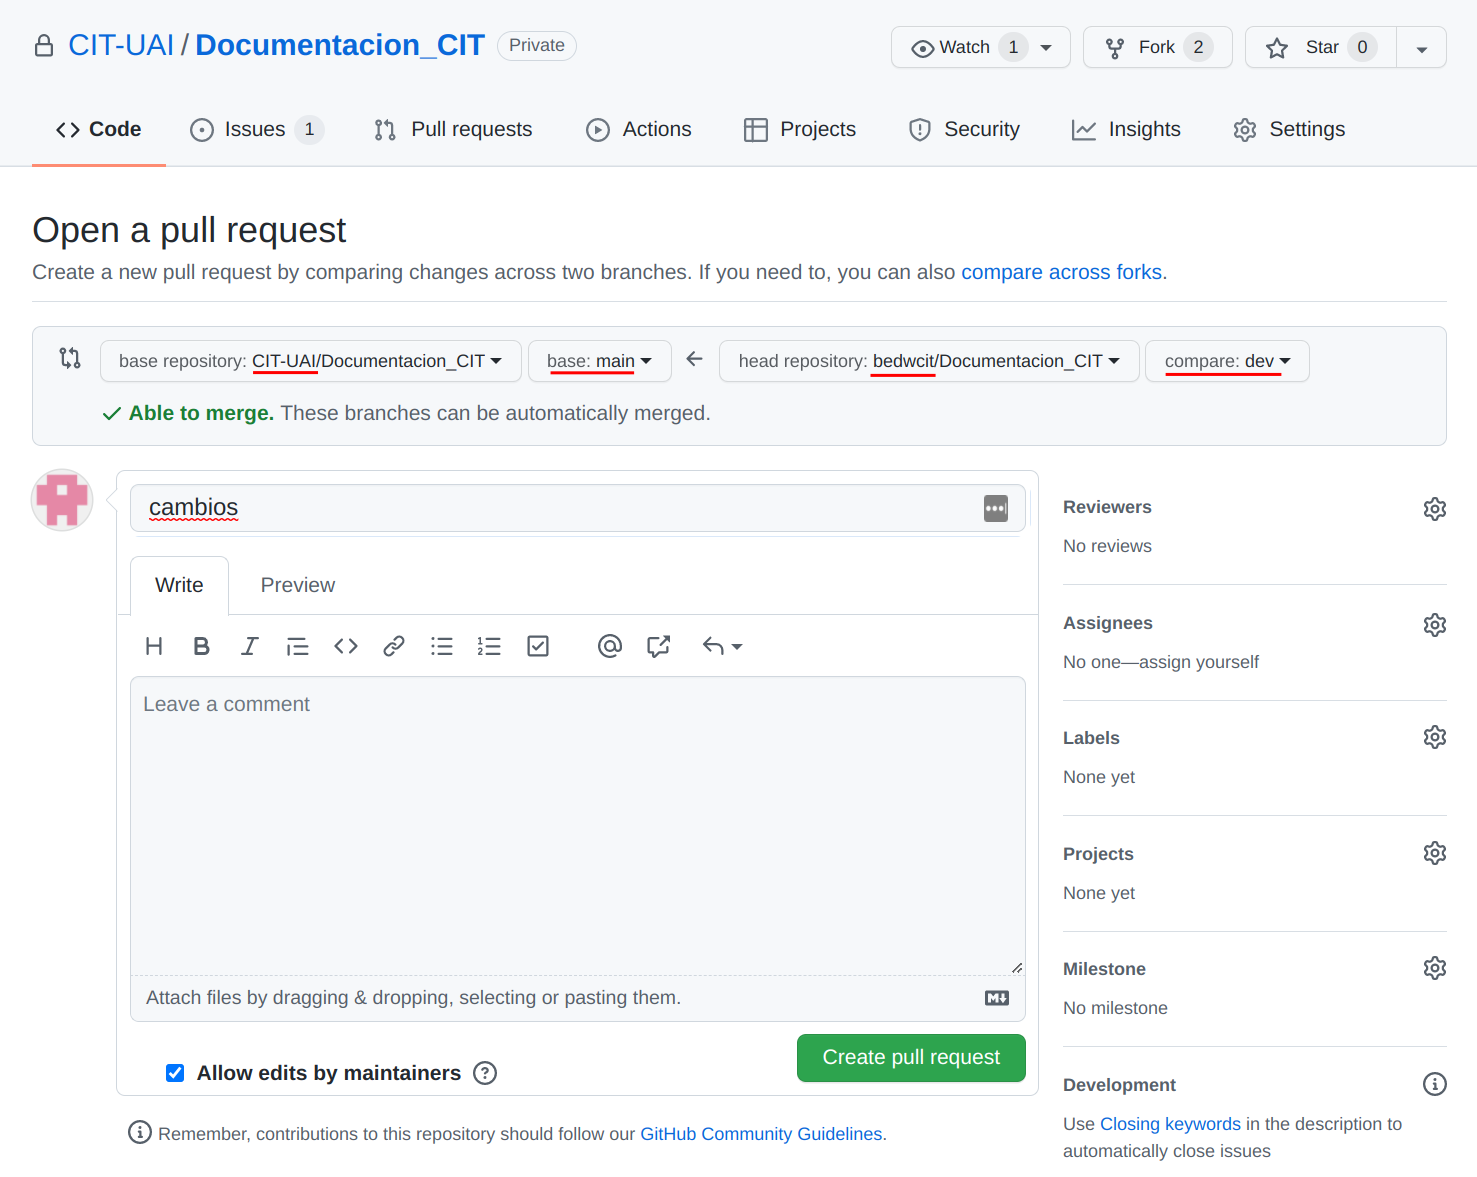 CIT-UAI / Documentacion_CIT Private
Watch 1 Fork 2 Star 0
Code Issues 1 Pull requests Actions Projects Security Insights Settings
Open a pull request
Create a new pull request by comparing changes across two branches. If you need to, you can also compare across forks.
base repository: CIT-UAI/Documentacion_CIT base: main head repository: bedwcit/Documentacion_CIT compare: dev
Able to merge. These branches can be automatically merged.
cambios
Write Preview
Leave a comment
Attach files by dragging & dropping, selecting or pasting them.
Allow edits by maintainers
Create pull request
Remember, contributions to this repository should follow our GitHub Community Guidelines.
Reviewers
No reviews
Assignees
No one—assign yourself
Labels
None yet
Projects
None yet
Milestone
No milestone
Development
Use Closing keywords in the description to
automatically close issues